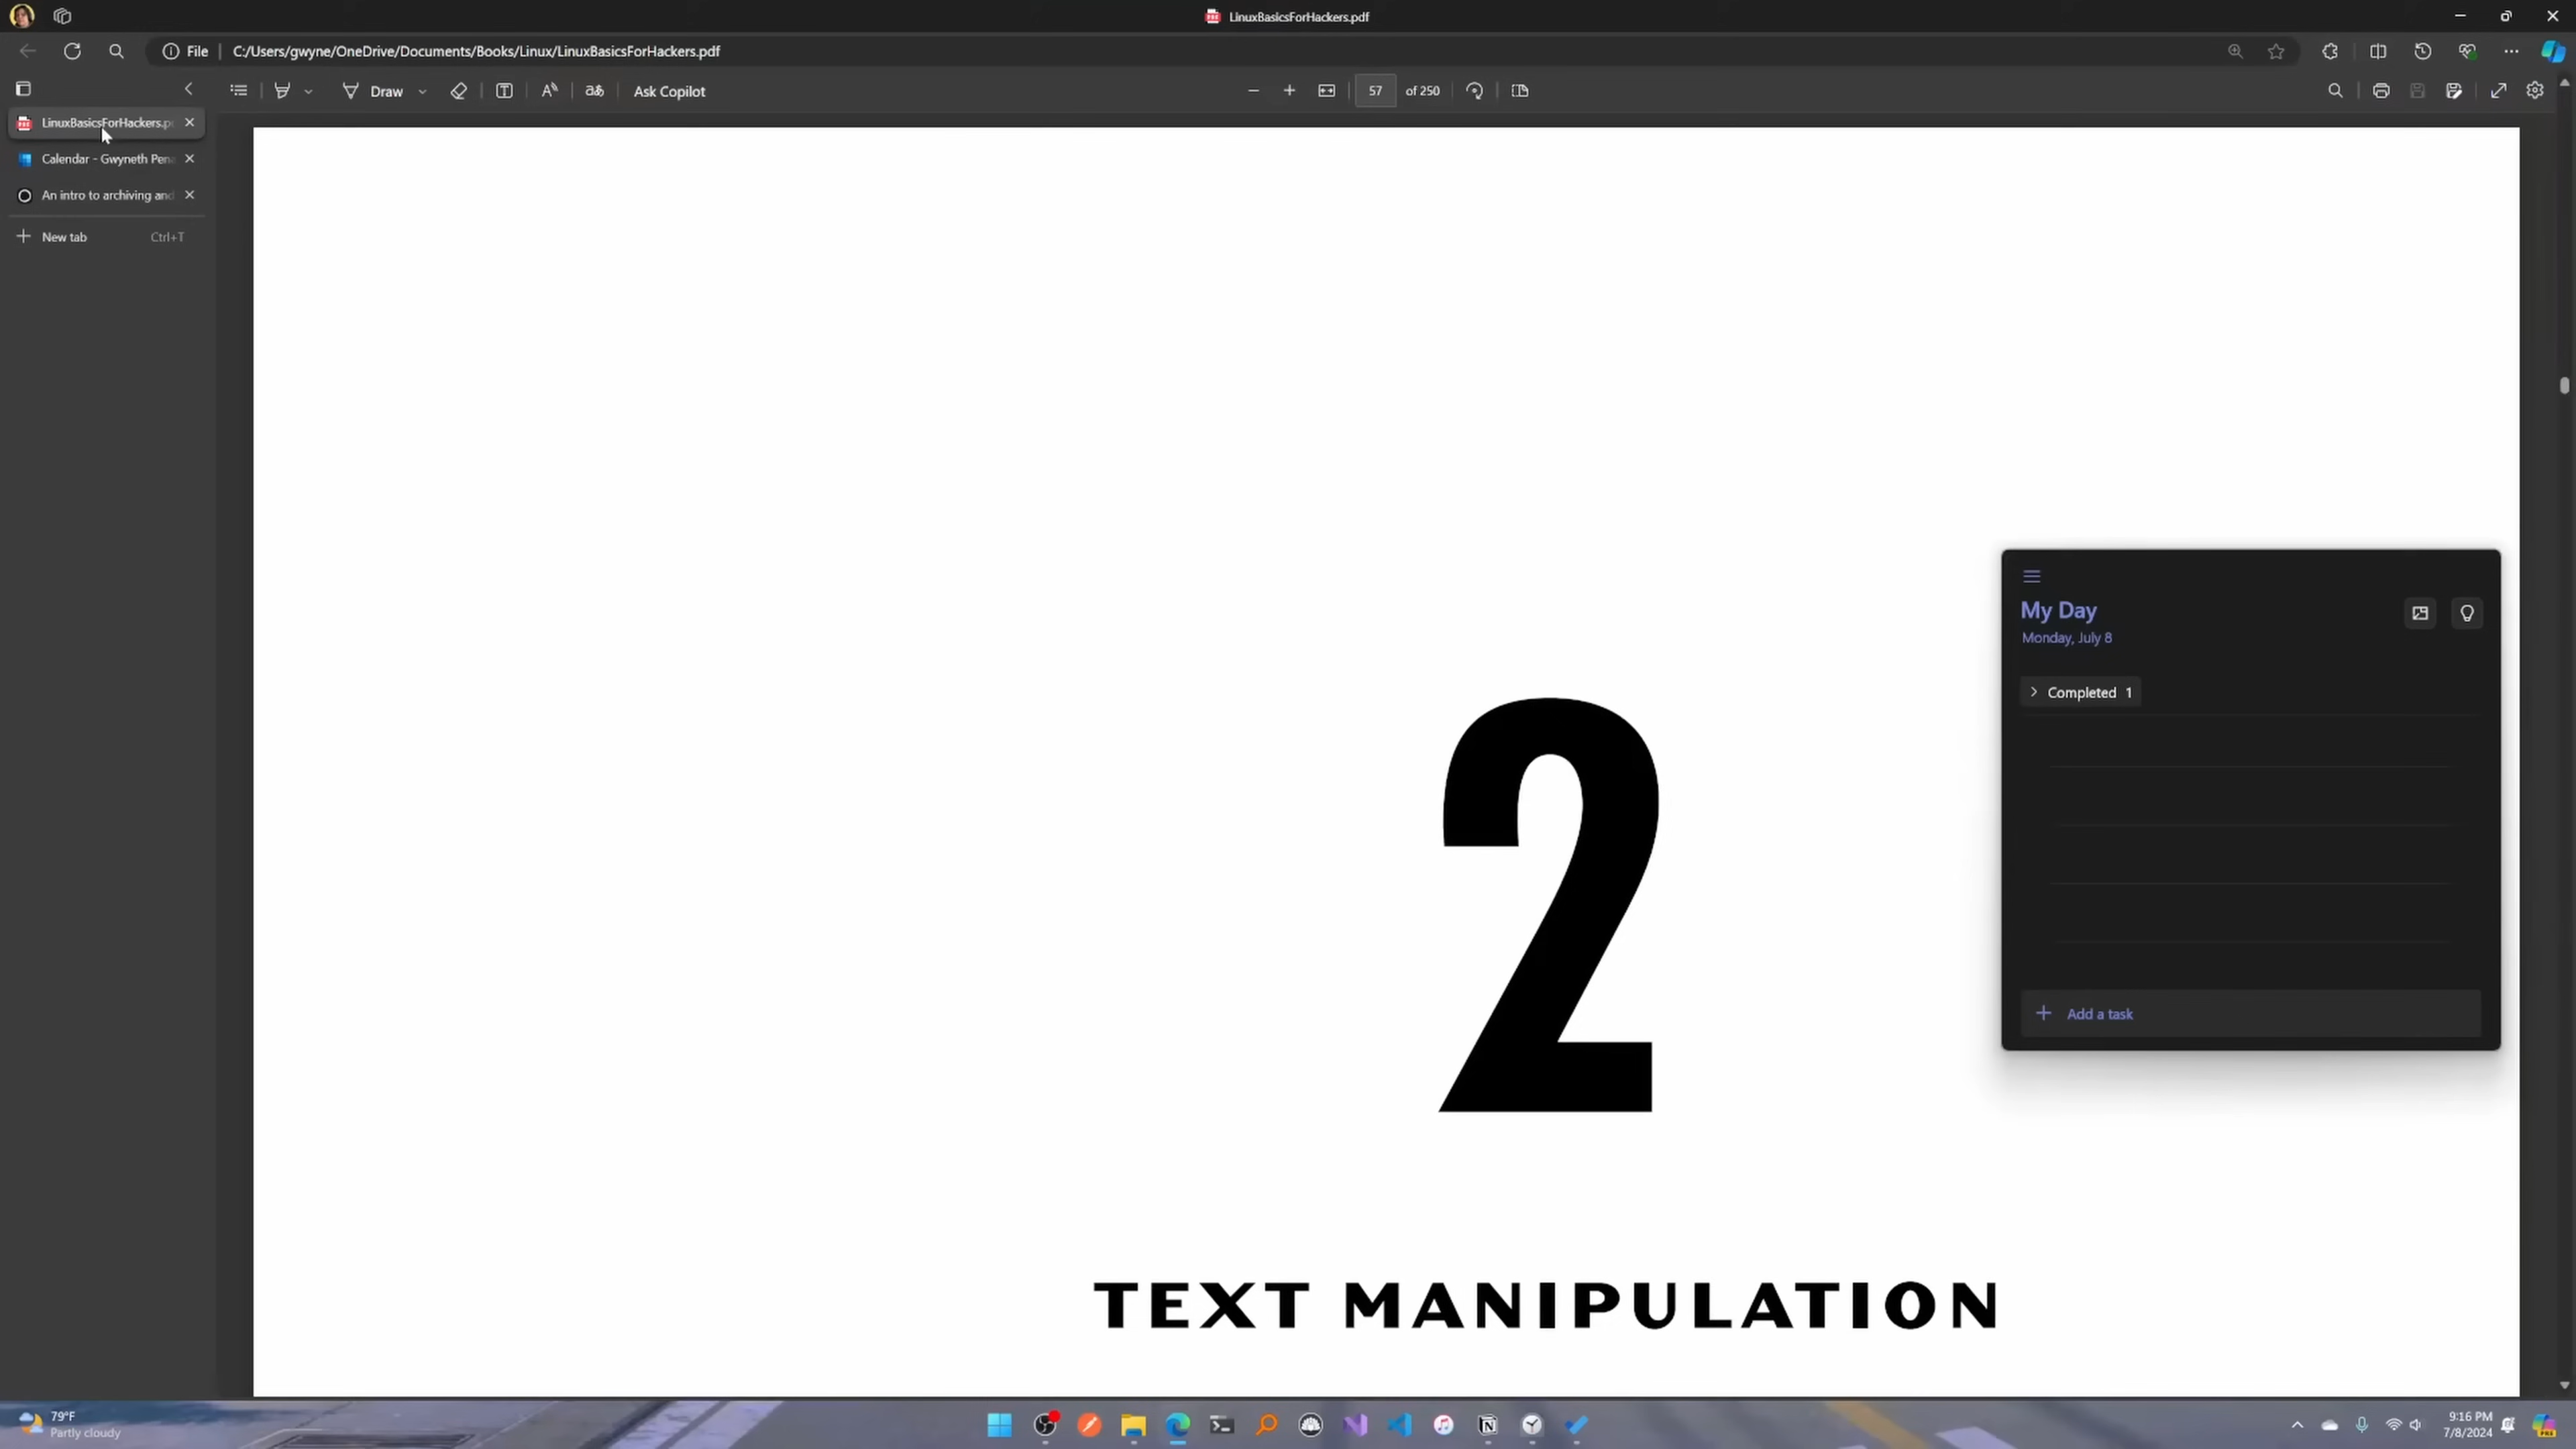 LinuxBasicsForHackers.pdf
File
C:/Users/gwyne/OneDrive/Documents/Books/Linux/LinuxBasicsForHackers.pdf
Draw
Ask Copilot
57
of 250
LinuxBasicsForHackers.p
Calendar - Gwyneth Pen
An intro to archiving and
New tab
Ctrl+T
My Day
Monday, July 8
Completed 1
Add a task
2
TEXT MANIPULATION
79°F
Partly cloudy
9:16 PM
7/8/2024